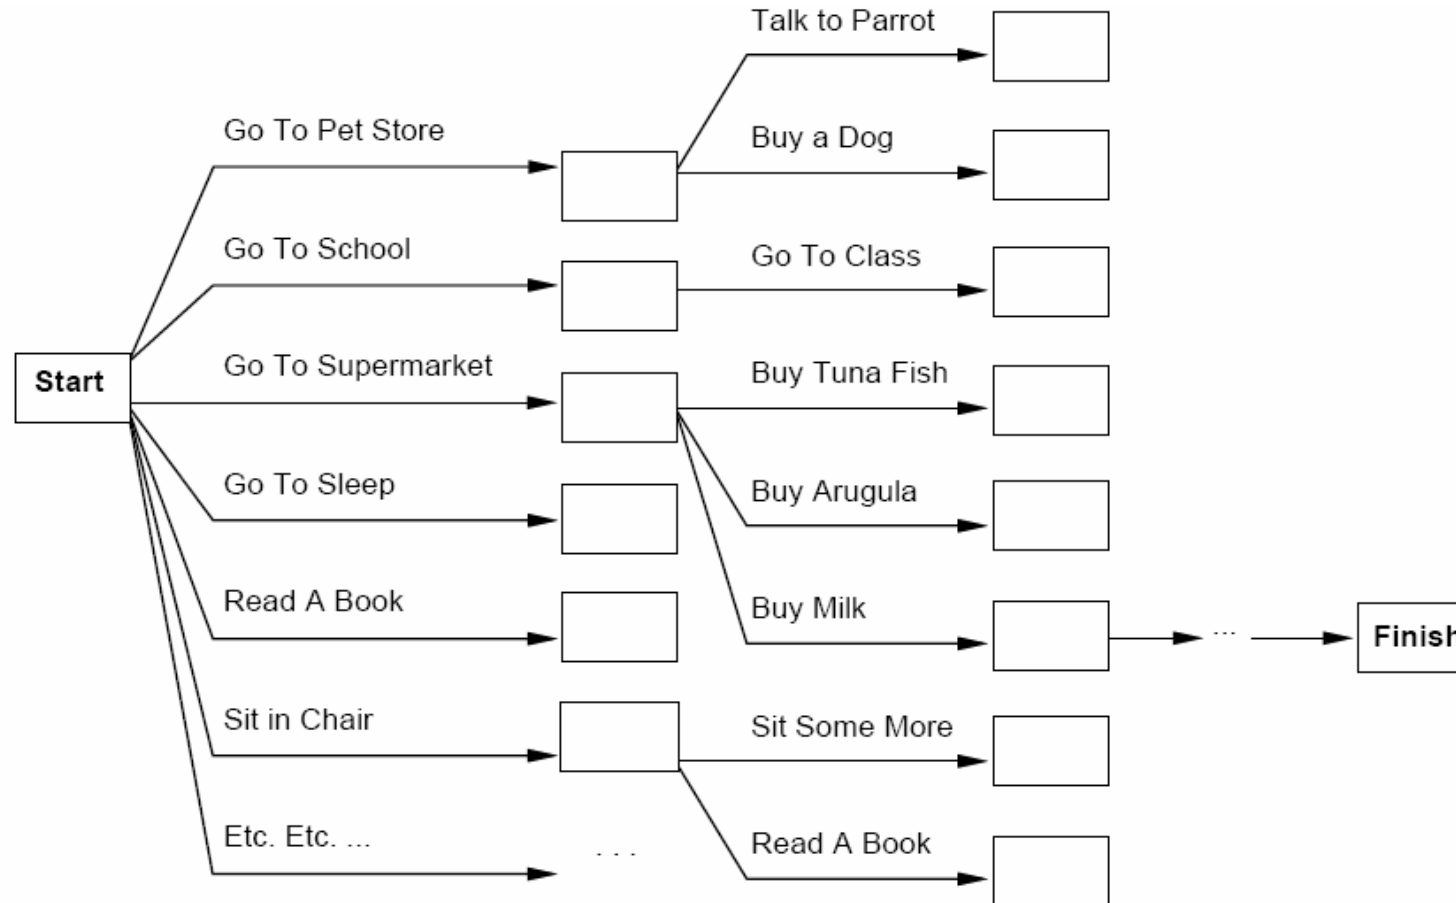 Talk to Parrot
Go To Pet Store
Buy a Dog
Go To School
Go To Class
Start
Go To Supermarket
Buy Tuna Fish
Go To Sleep
Buy Arugula
Read A Book
Buy Milk
...
Finish
Sit in Chair
Sit Some More
Etc. Etc. ...
. . .
Read A Book